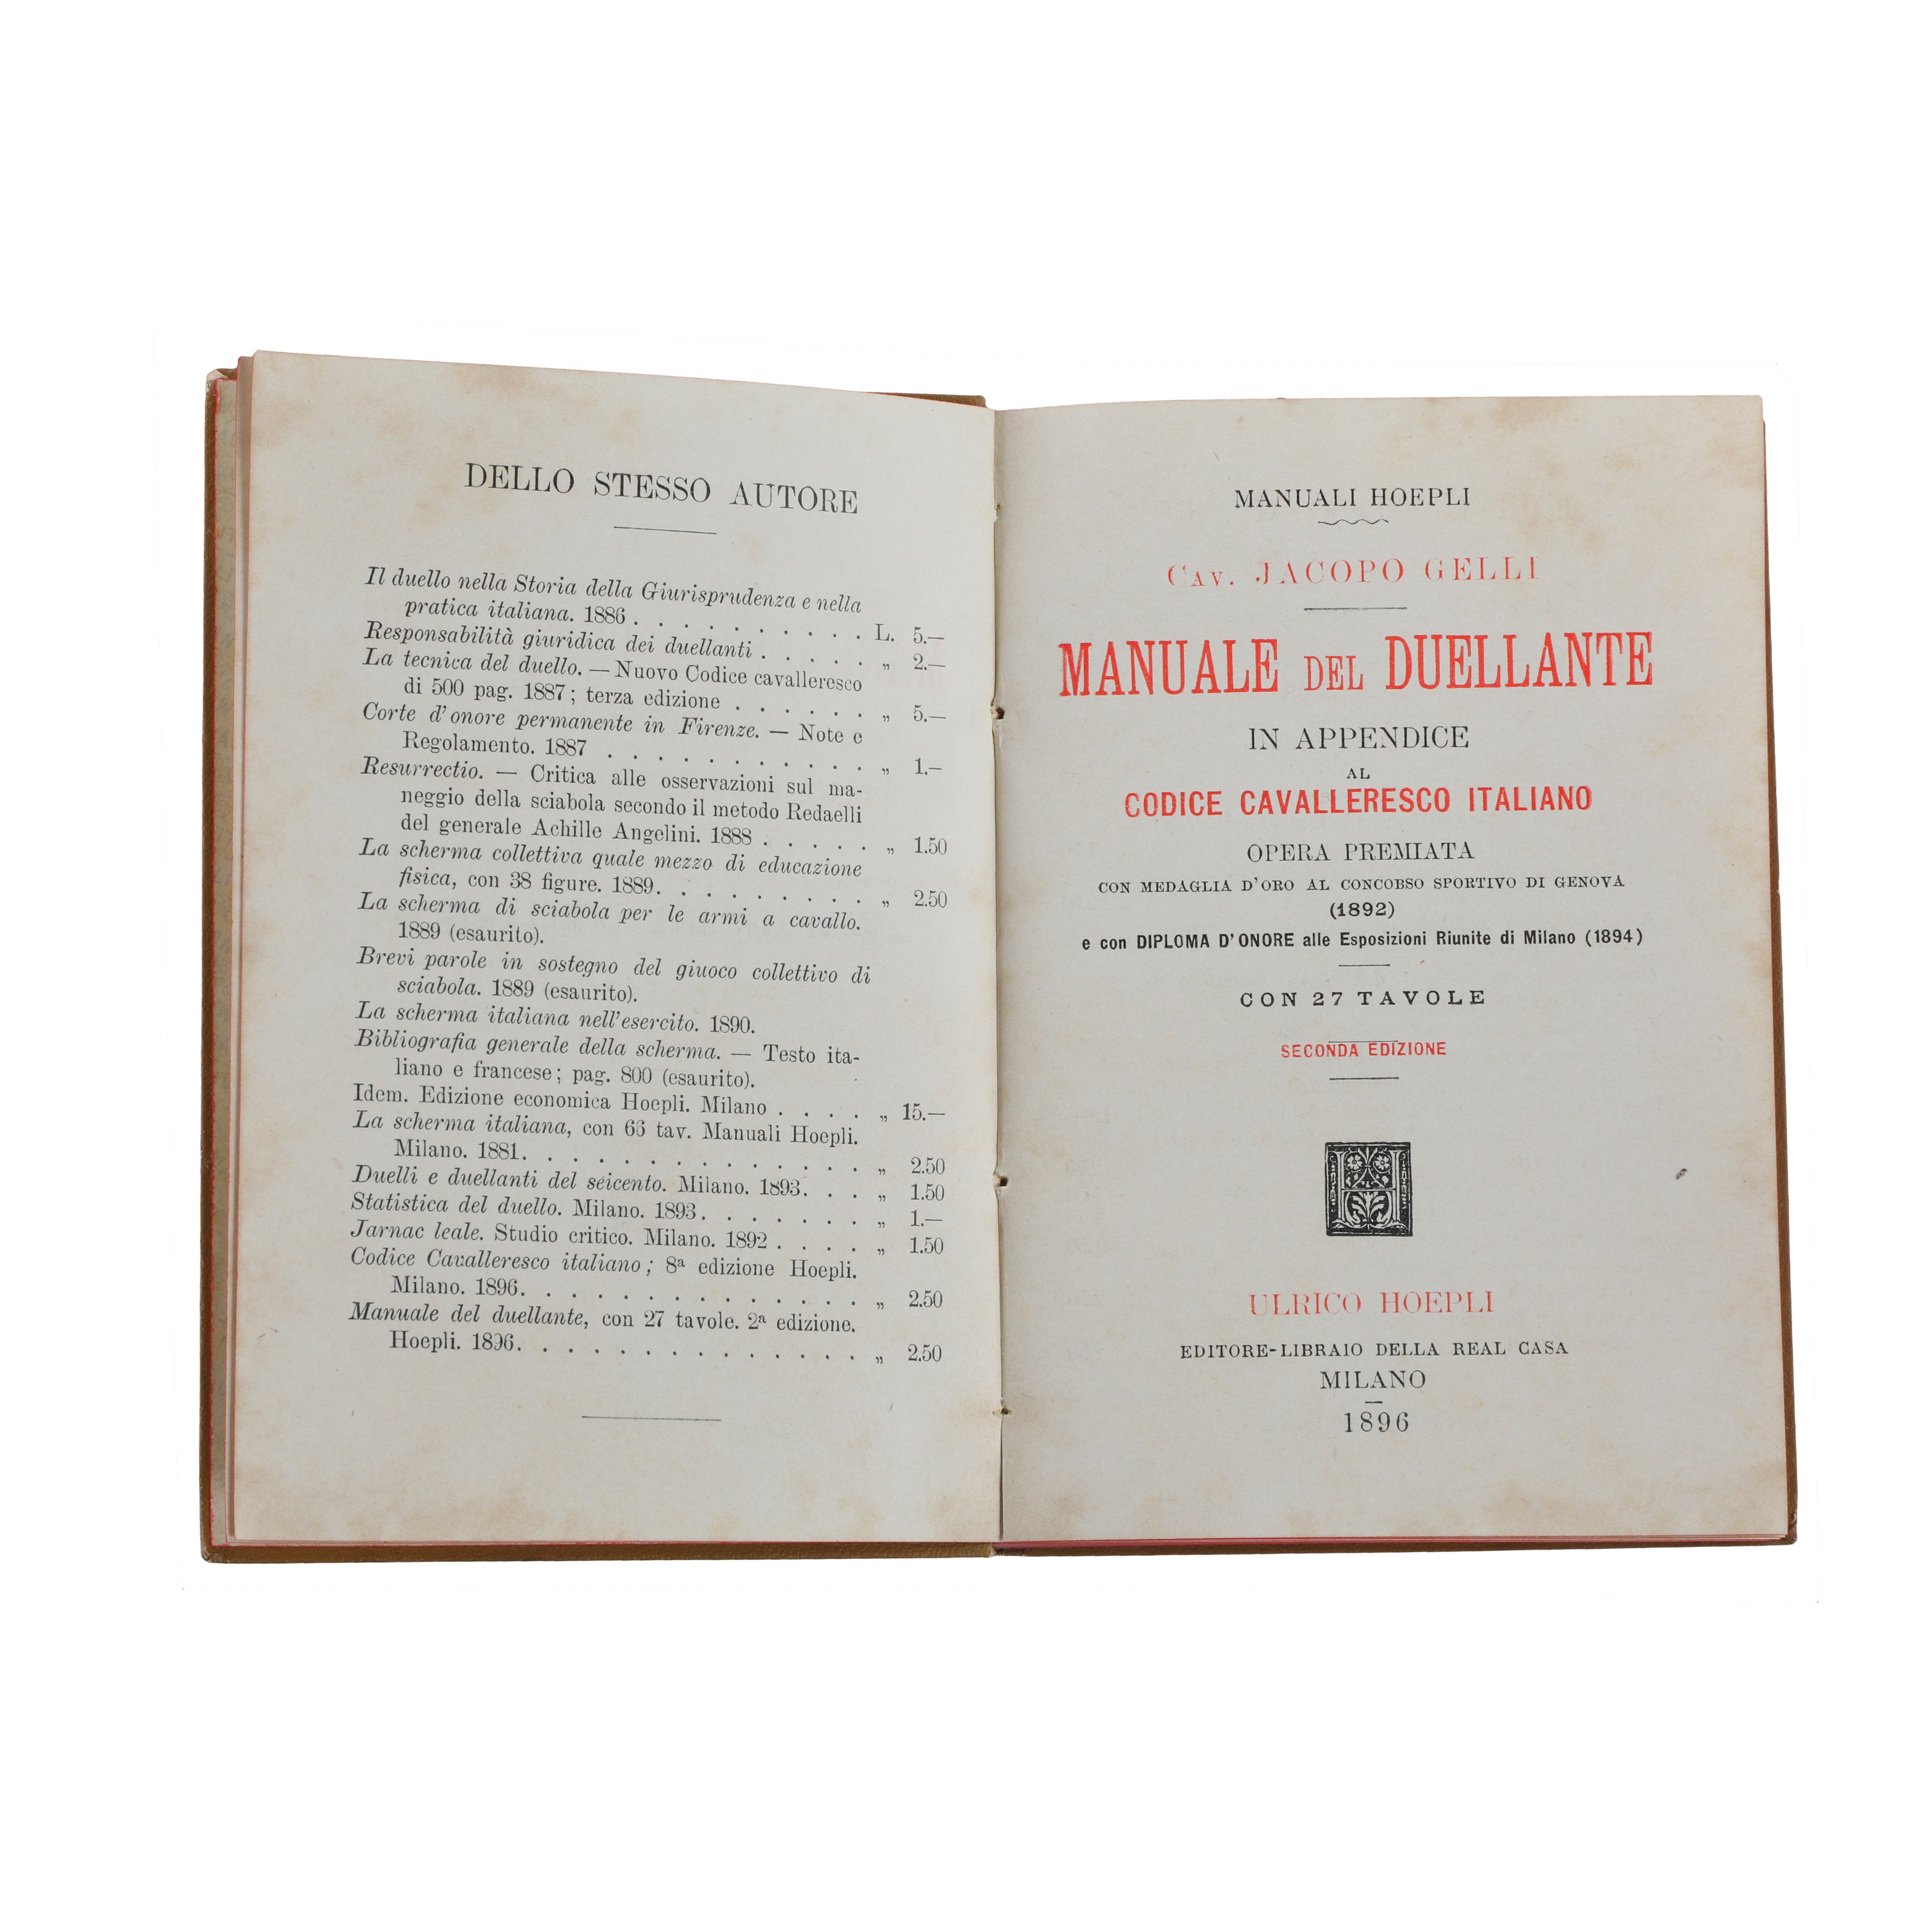 DELLO STESSO AUTORE
Il duello nella Storia della Giurisprudenza e nella
pratica italiana. 1886 . . . . . . . . . . L. 5.—
Responsabilità giuridica dei duellanti . . . . . „ 2.—
La tecnica del duello. — Nuovo Codice cavalleresco
di 500 pag. 1887; terza edizione . . . . . . „ 5.—
Corte d'onore permanente in Firenze. — Note e
Regolamento. 1887 . . . . . . . . . . . „ 1.—
Resurrectio. — Critica alle osservazioni sul ma-
neggio della sciabola secondo il metodo Redaelli
del generale Achille Angelini. 1888 . . . . . „ 1.50
La scherma collettiva quale mezzo di educazione
fisica, con 38 figure. 1889. . . . . . . . . „ 2.50
La scherma di sciabola per le armi a cavallo.
1889 (esaurito).
Brevi parole in sostegno del giuoco collettivo di
sciabola. 1889 (esaurito).
La scherma italiana nell'esercito. 1890.
Bibliografia generale della scherma. — Testo ita-
liano e francese; pag. 800 (esaurito).
Idem. Edizione economica Hoepli. Milano . . . . „ 15.—
La scherma italiana, con 66 tav. Manuali Hoepli.
Milano. 1881. . . . . . . . . . . . . . „ 2.50
Duelli e duellanti del seicento. Milano. 1893. . . „ 1.50
Statistica del duello. Milano. 1893. . . . . . . „ 1.—
Jarnac leale. Studio critico. Milano. 1892 . . . . „ 1.50
Codice Cavalleresco italiano; 8ª edizione Hoepli.
Milano. 1896. . . . . . . . . . . . . . „ 2.50
Manuale del duellante, con 27 tavole. 2ª edizione.
Hoepli. 1896. . . . . . . . . . . . . . „ 2.50
MANUALI HOEPLI
CAV. JACOPO GELLI
MANUALE DEL DUELLANTE
IN APPENDICE
AL
CODICE CAVALLERESCO ITALIANO
OPERA PREMIATA
CON MEDAGLIA D'ORO AL CONCORSO SPORTIVO DI GENOVA
(1892)
e con DIPLOMA D'ONORE alle Esposizioni Riunite di Milano (1894)
CON 27 TAVOLE
SECONDA EDIZIONE
H
ULRICO HOEPLI
EDITORE-LIBRAIO DELLA REAL CASA
MILANO
1896